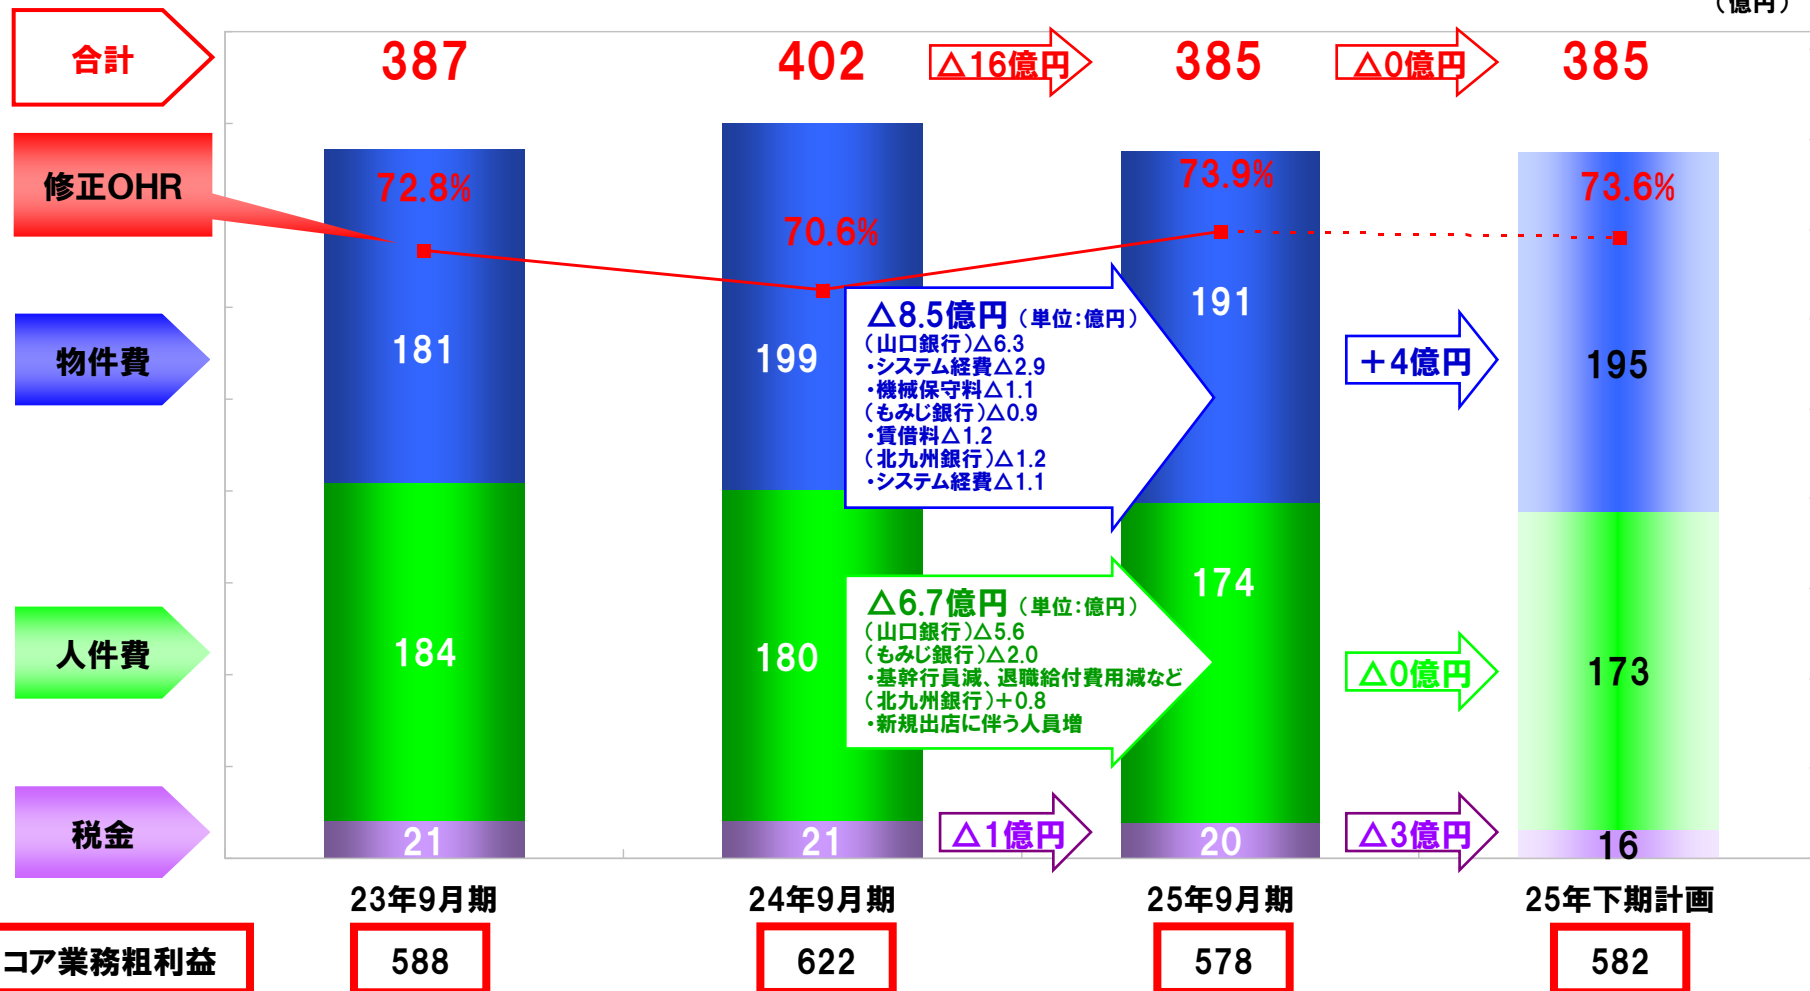 (億円)
合計
387
402
△16億円
385
△0億円
385
修正OHR
72.8%
70.6%
73.9%
73.6%
物件費
181
199
△8.5億円(単位:億円)
(山口銀行)△6.3
・システム経費△2.9
・機械保守料△1.1
(もみじ銀行)△0.9
・賃借料△1.2
(北九州銀行)△1.2
・システム経費△1.1
191
+4億円
195
人件費
184
180
△6.7億円(単位:億円)
(山口銀行)△5.6
(もみじ銀行)△2.0
・基幹行員減、退職給付費用減など
(北九州銀行)+0.8
・新規出店に伴う人員増
174
△0億円
173
税金
21
21
△1億円
20
△3億円
16
23年9月期
24年9月期
25年9月期
25年下期計画
コア業務粗利益
588
622
578
582